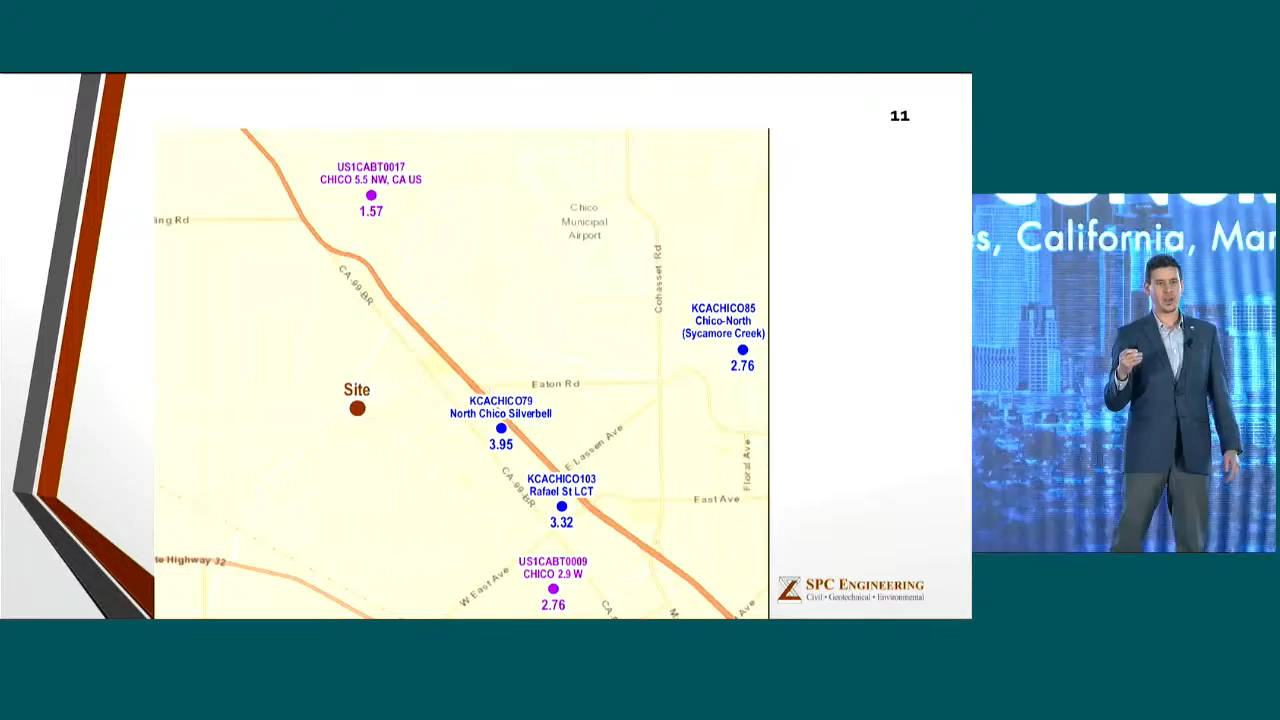 11
US1CABT0017
CHICO 5.5 NW, CA US
1.57
ing Rd
Chico
Municipal
Airport
CA-99-BR
Cohasset Rd
KCACHICO85
Chico-North
(Sycamore Creek)
2.76
Site
Eaton Rd
KCACHICO79
North Chico Silverbell
3.95
E Lassen Ave
Floral Ave
CA-99-BR
KCACHICO103
Rafael St LCT
3.32
East Ave
te Highway 32
US1CABT0009
CHICO 2.9 W
2.76
W East Ave
CA-9
M
Ave
SPC ENGINEERING
Civil • Geotechnical • Environmental
s, California, Mar